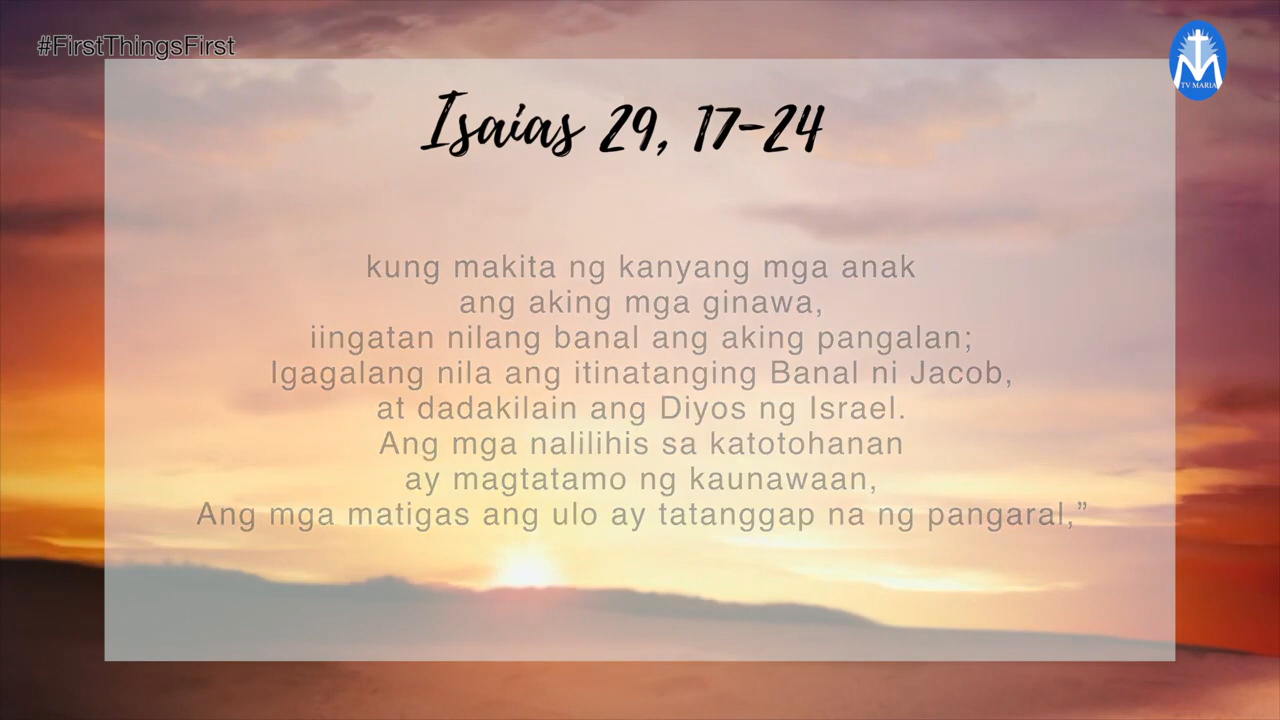 #FirstThingsFirst
TV MARIA
Isaias 29, 17-24
kung makita ng kanyang mga anak
ang aking mga ginawa,
iingatan nilang banal ang aking pangalan;
Igagalang nila ang itinatanging Banal ni Jacob,
at dadakilain ang Diyos ng Israel.
Ang mga nalilihis sa katotohanan
ay magtatamo ng kaunawaan,
Ang mga matigas ang ulo ay tatanggap na ng pangaral,”